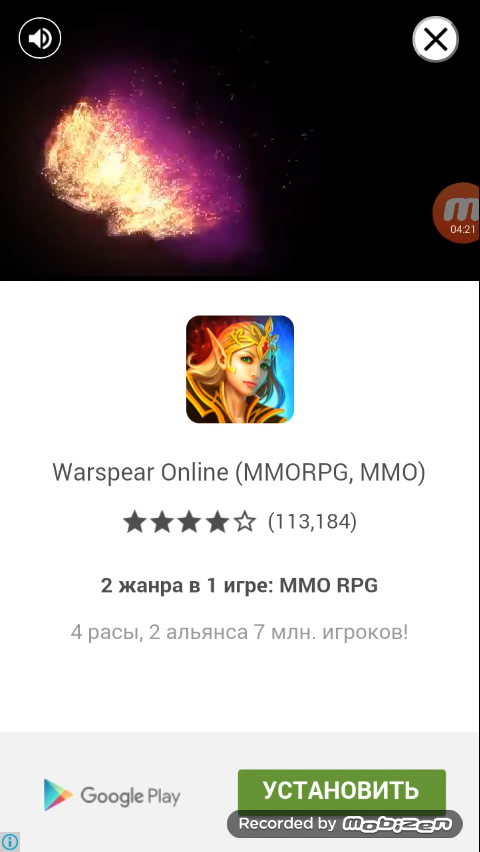 04:21
Warspear Online (MMORPG, MMO)
(113,184)
2 жанра в 1 игре: MMO RPG
4 расы, 2 альянса 7 млн. игроков!
Google Play
УСТАНОВИТЬ
Recorded by mobizen